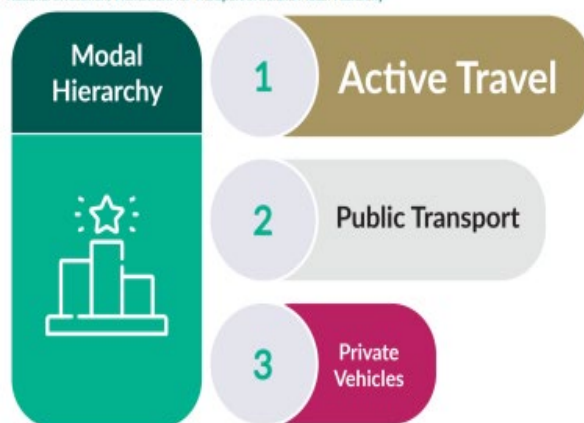 Modal
Hierarchy
1
Active Travel
2
Public Transport
3
Private
Vehicles